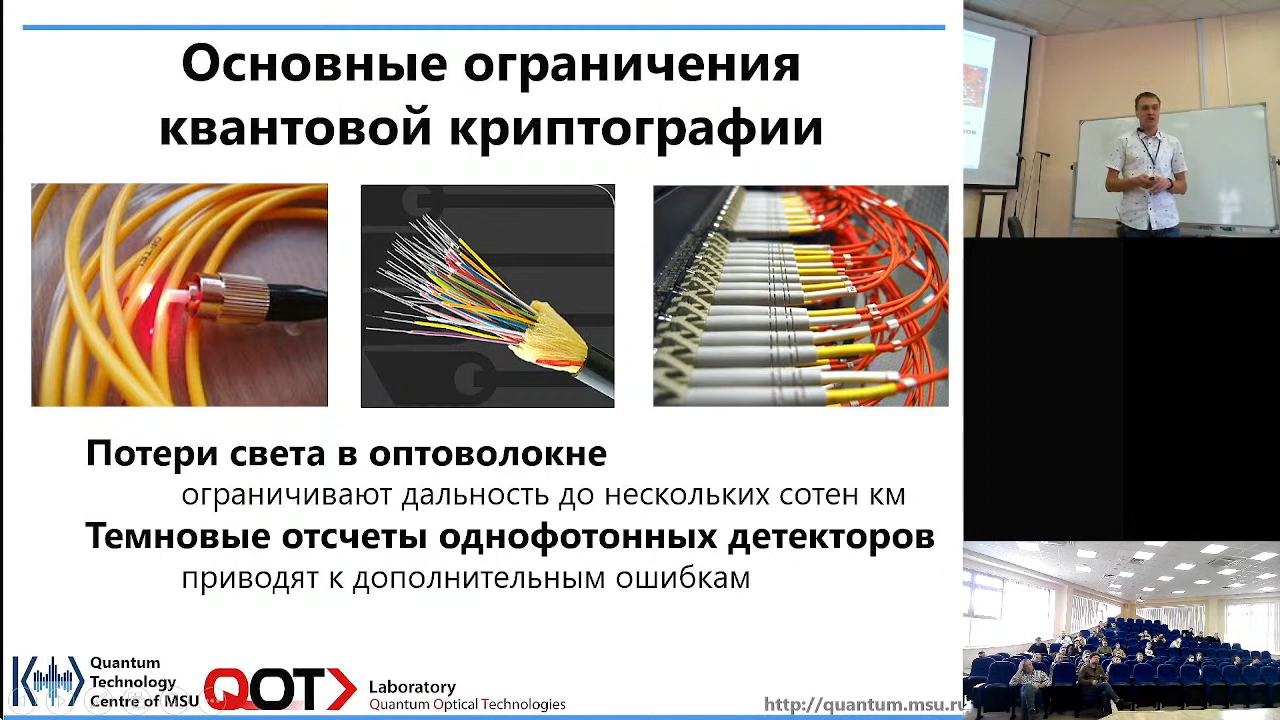 Основные ограничения
квантовой криптографии
Потери света в оптоволокне
ограничивают дальность до нескольких сотен км
Темновые отсчеты однофотонных детекторов
приводят к дополнительным ошибкам
Quantum
Technology
Centre of MSU
QOT
Laboratory
Quantum Optical Technologies
http://quantum.msu.ru